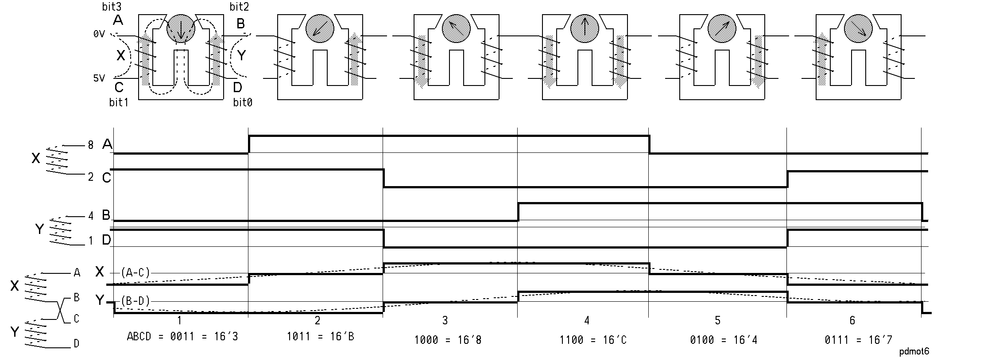 bit3 bit2
A B
0V
X Y
5V
C D
bit1 bit0
8 A
X
2 C
4 B
Y
1 D
A X (A-C)
X
B Y (B-D)
C
Y
D
1 2 3 4 5 6
ABCD = 0011 = 16'3 1011 = 16'B 1000 = 16'8 1100 = 16'C 0100 = 16'4 0111 = 16'7
pdmot6